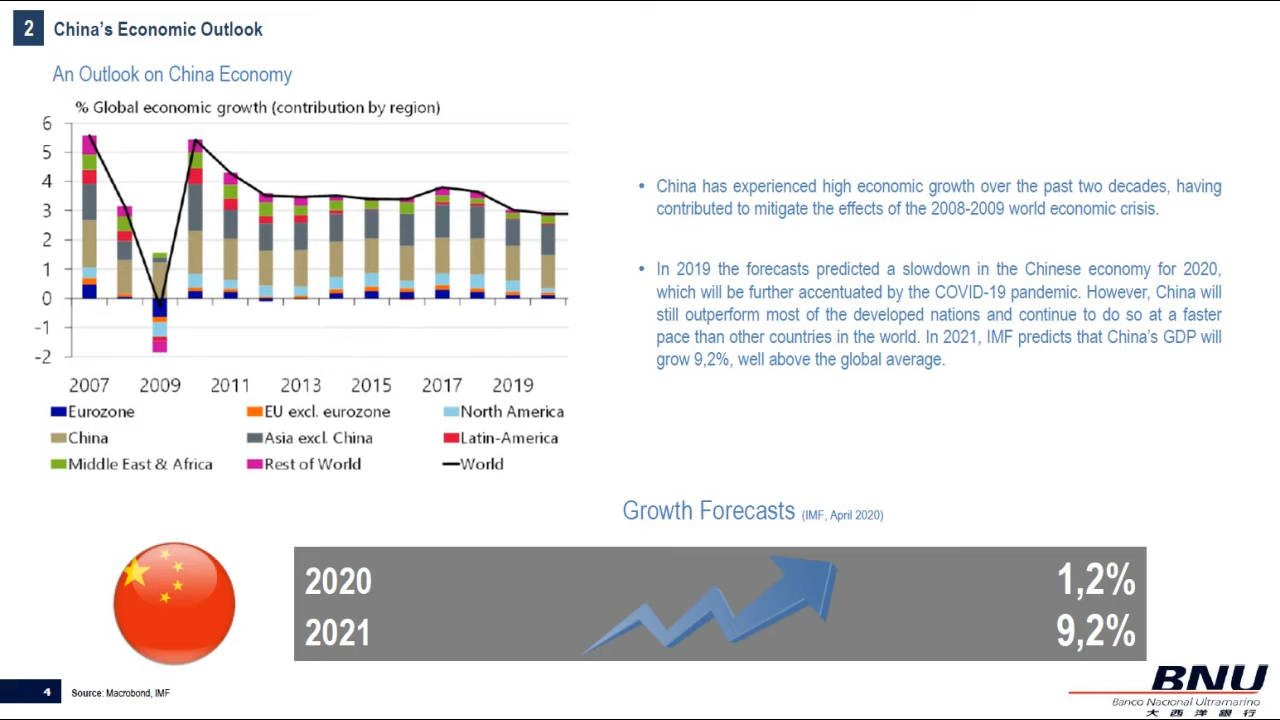 2
China's Economic Outlook
An Outlook on China Economy
% Global economic growth (contribution by region)
6
5
4
3
2
1
0
-1
-2
2007 2009 2011 2013 2015 2017 2019
Eurozone EU excl. eurozone North America
China Asia excl. China Latin-America
Middle East & Africa Rest of World World
• China has experienced high economic growth over the past two decades, having
contributed to mitigate the effects of the 2008-2009 world economic crisis.
• In 2019 the forecasts predicted a slowdown in the Chinese economy for 2020,
which will be further accentuated by the COVID-19 pandemic. However, China will
still outperform most of the developed nations and continue to do so at a faster
pace than other countries in the world. In 2021, IMF predicts that China's GDP will
grow 9,2%, well above the global average.
Growth Forecasts (IMF, April 2020)
2020 1,2%
2021 9,2%
4
Source: Macrobond, IMF
BNU
Banco Nacional Ultramarino
大西洋銀行